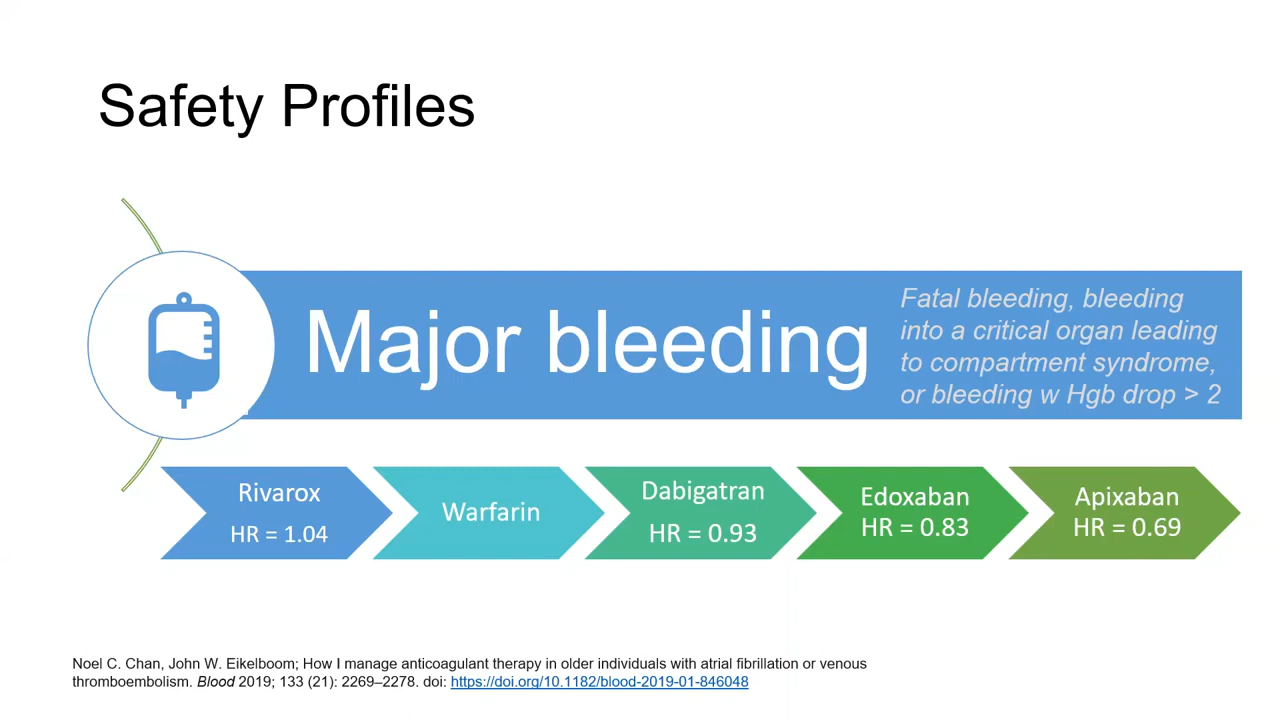 Safety Profiles
Major bleeding
Fatal bleeding, bleeding
into a critical organ leading
to compartment syndrome,
or bleeding w Hgb drop > 2
Rivarox
HR = 1.04
Warfarin
Dabigatran
HR = 0.93
Edoxaban
HR = 0.83
Apixaban
HR = 0.69
Noel C. Chan, John W. Eikelboom; How I manage anticoagulant therapy in older individuals with atrial fibrillation or venous
thromboembolism. Blood 2019; 133 (21): 2269–2278. doi: https://doi.org/10.1182/blood-2019-01-846048